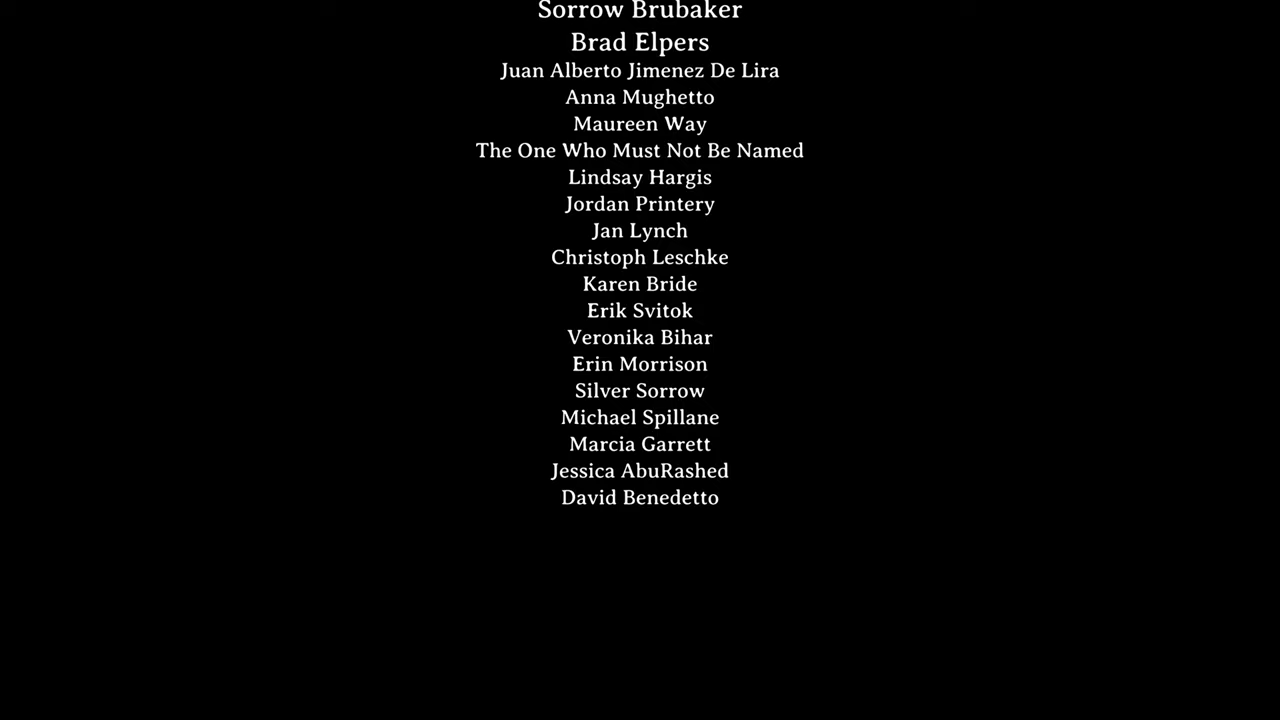 Sorrow Brubaker
Brad Elpers
Juan Alberto Jimenez De Lira
Anna Mughetto
Maureen Way
The One Who Must Not Be Named
Lindsay Hargis
Jordan Printery
Jan Lynch
Christoph Leschke
Karen Bride
Erik Svitok
Veronika Bihar
Erin Morrison
Silver Sorrow
Michael Spillane
Marcia Garrett
Jessica AbuRashed
David Benedetto